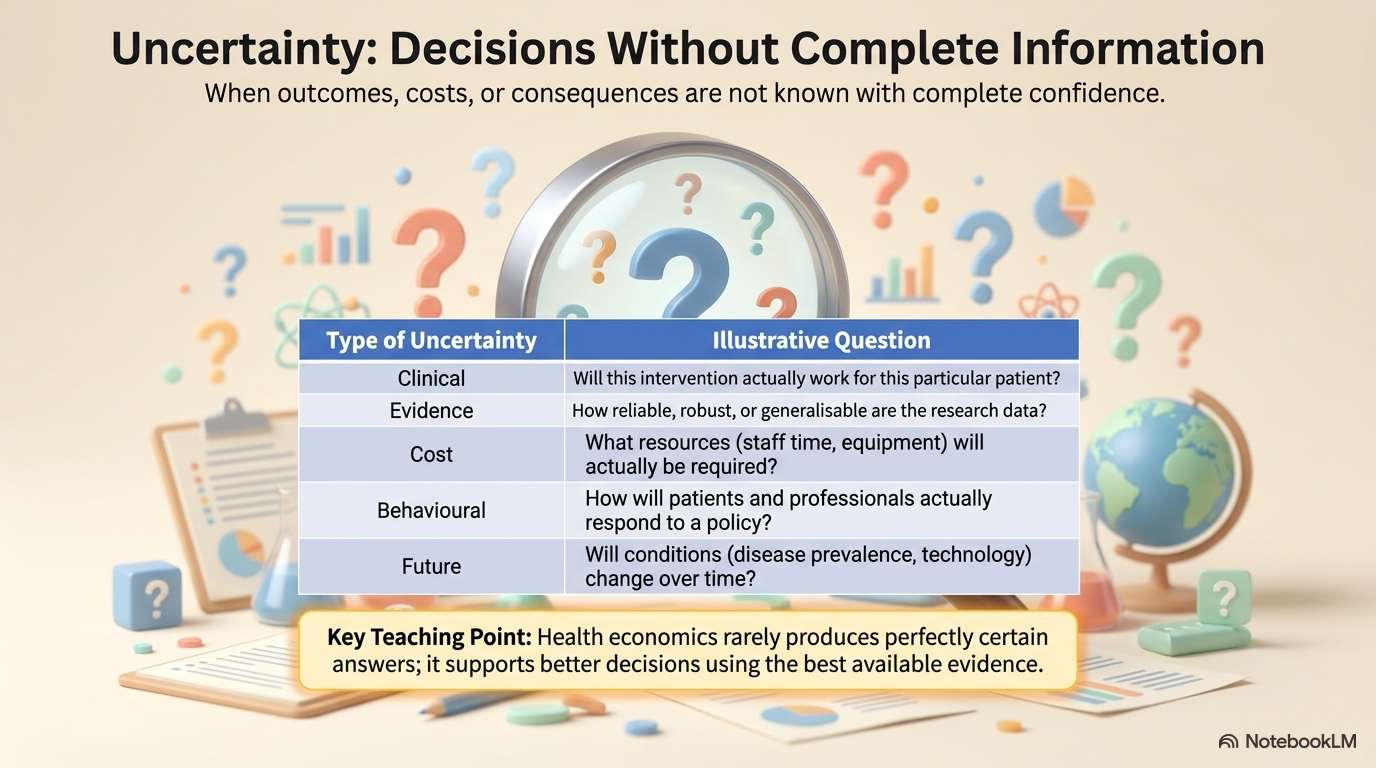 Uncertainty: Decisions Without Complete Information
When outcomes, costs, or consequences are not known with complete confidence.
Type of Uncertainty
Illustrative Question
Clinical
Will this intervention actually work for this particular patient?
Evidence
How reliable, robust, or generalisable are the research data?
Cost
What resources (staff time, equipment) will
actually be required?
Behavioural
How will patients and professionals actually
respond to a policy?
Future
Will conditions (disease prevalence, technology)
change over time?
Key Teaching Point: Health economics rarely produces perfectly certain
answers; it supports better decisions using the best available evidence.
NotebookLM